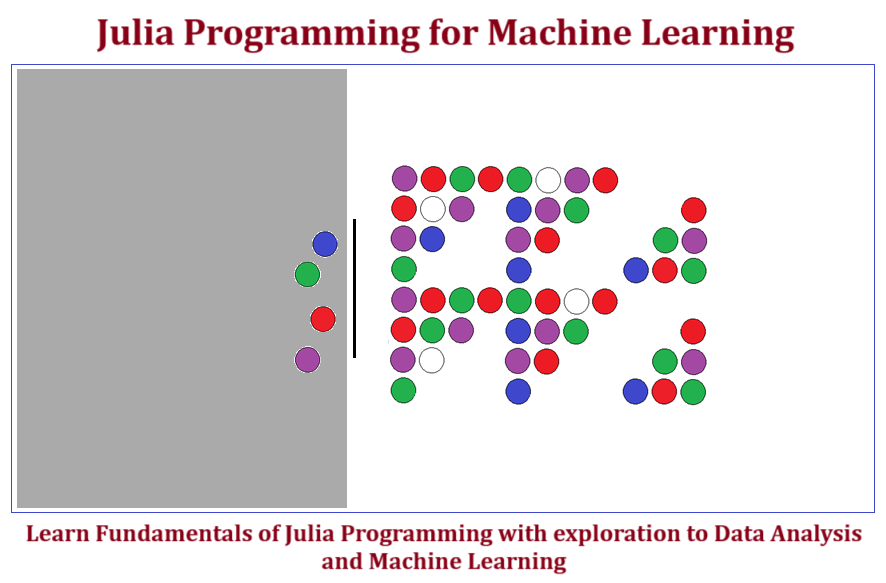 Julia Programming for Machine Learning
Learn Fundamentals of Julia Programming with exploration to Data Analysis
and Machine Learning